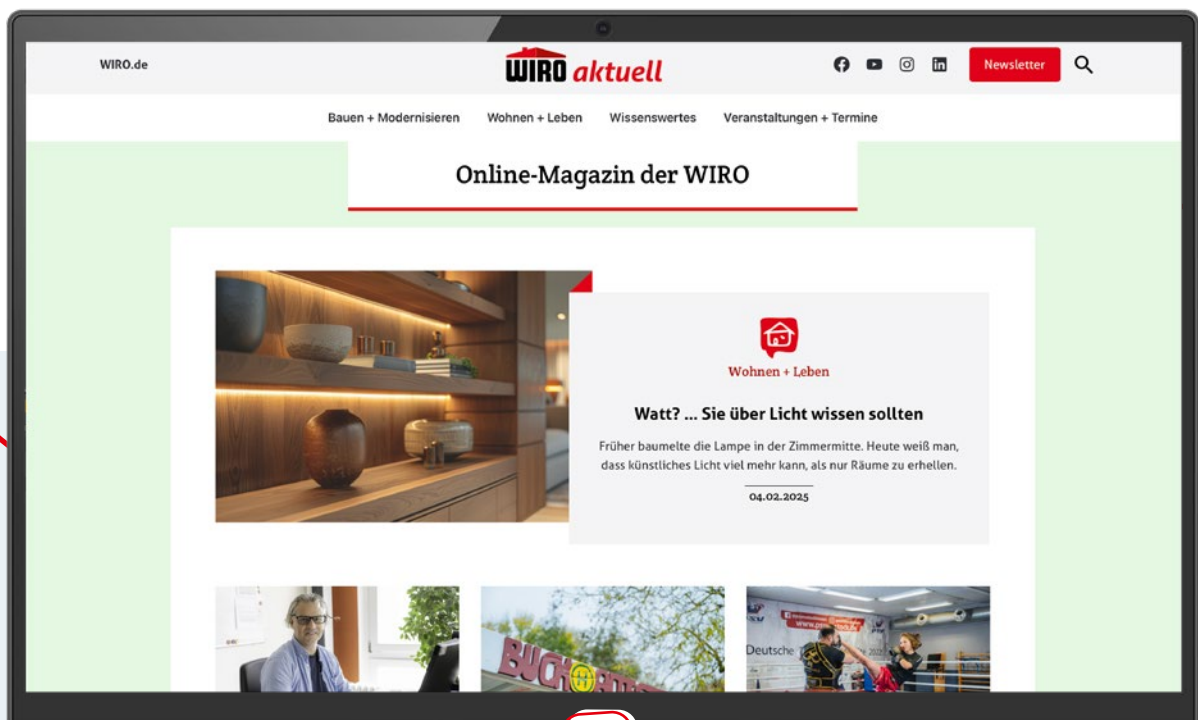 WIRO.de
WIRO aktuell
Newsletter
Bauen + Modernisieren
Wohnen + Leben
Wissenswertes
Veranstaltungen + Termine
Online-Magazin der WIRO
Wohnen + Leben
Watt? ... Sie über Licht wissen sollten
Früher baumelte die Lampe in der Zimmermitte. Heute weiß man,
dass künstliches Licht viel mehr kann, als nur Räume zu erhellen.
04.02.2025
Deutsche